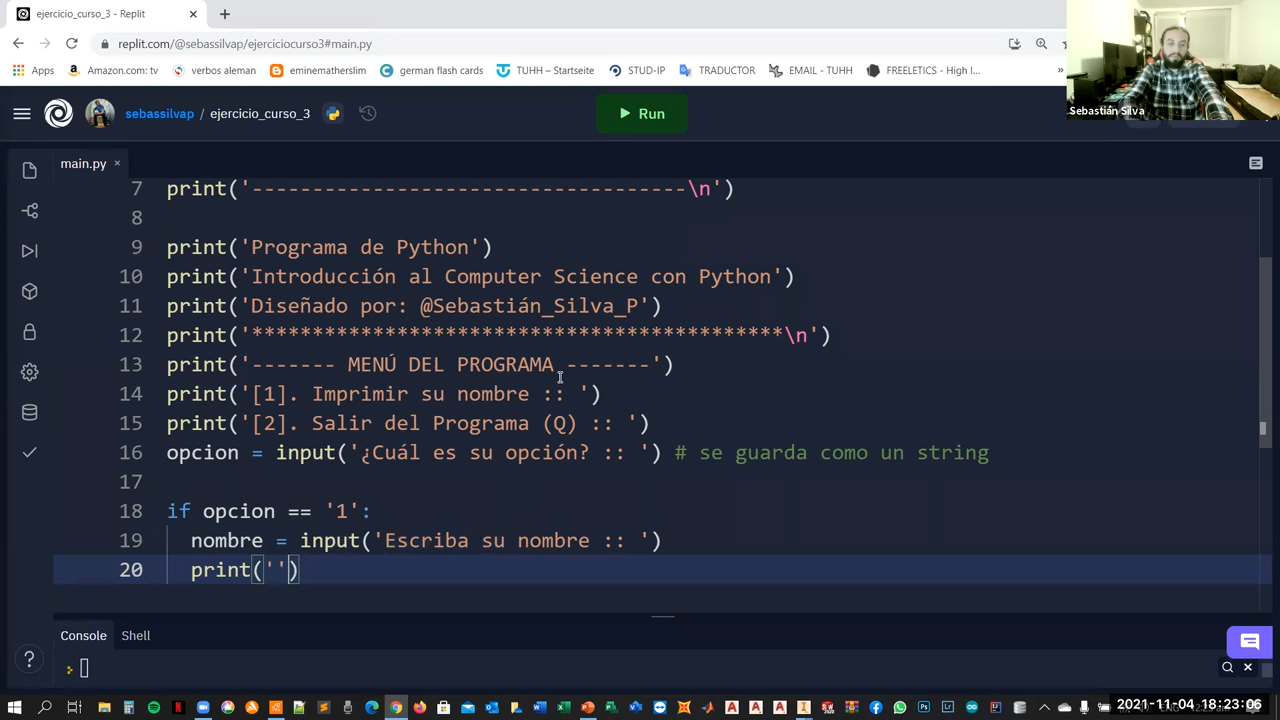 ejercicio_curso_3 - Replit
replit.com/@sebassilvap/ejerciciocurso3#main.py
Apps Amazon.com: tv verbos aleman eminematherslim german flash cards TUHH – Startseite STUD-IP TRADUCTOR EMAIL - TUHH FREELETICS - High I...
Sebastián Silva
sebassilvap / ejercicio_curso_3
Run
main.py
7 print('------------------------------------\n')
8
9 print('Programa de Python')
10 print('Introducción al Computer Science con Python')
11 print('Diseñado por: @Sebastián_Silva_P')
12 print('********************************************\n')
13 print('------- MENÚ DEL PROGRAMA -------')
14 print('[1]. Imprimir su nombre :: ')
15 print('[2]. Salir del Programa (Q) :: ')
16 opcion = input('¿Cuál es su opción? :: ') # se guarda como un string
17
18 if opcion == '1':
19 nombre = input('Escriba su nombre :: ')
20 print('')
Console Shell
2021-11-04 18:23:06